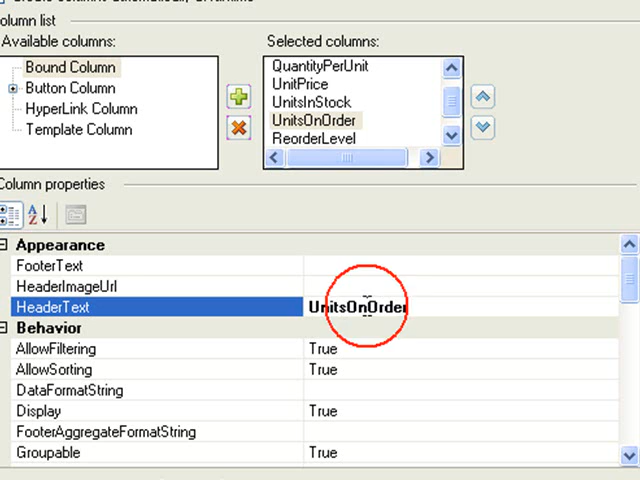 olumn list
Available columns:
Selected columns:
Bound Column
Button Column
HyperLink Column
Template Column
QuantityPerUnit
UnitPrice
UnitsInStock
UnitsOnOrder
ReorderLevel
Column properties
Appearance
FooterText
HeaderImageUrl
HeaderText UnitsOnOrder
Behavior
AllowFiltering True
AllowSorting True
DataFormatString
Display True
FooterAggregateFormatString
Groupable True